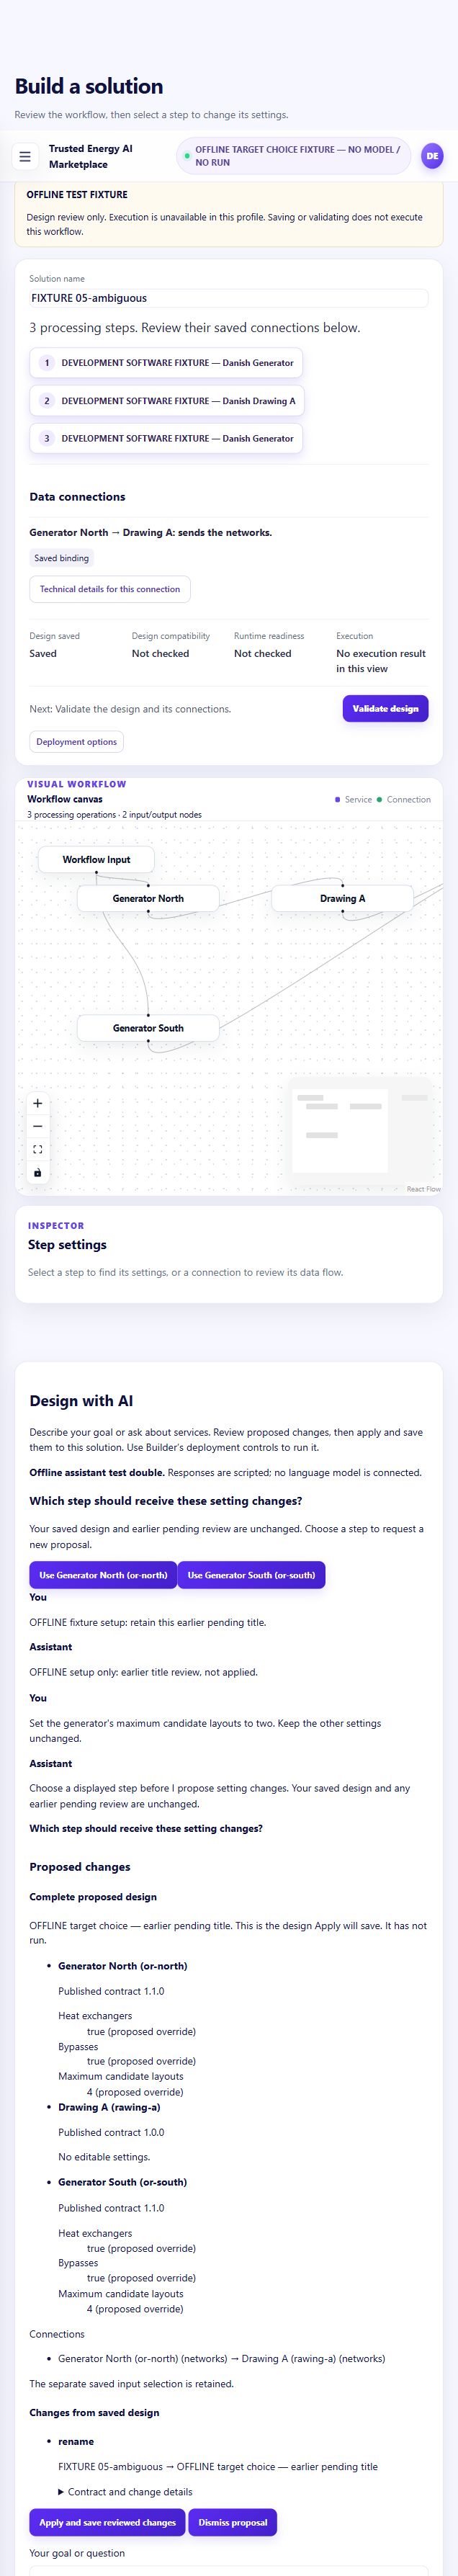 Build a solution
Review the workflow, then select a step to change its settings.
Trusted Energy AI
Marketplace
OFFLINE TARGET CHOICE FIXTURE — NO MODEL /
NO RUN
DE
OFFLINE TEST FIXTURE
Design review only. Execution is unavailable in this profile. Saving or validating does not execute
this workflow.
Solution name
FIXTURE 05-ambiguous
3 processing steps. Review their saved connections below.
1 DEVELOPMENT SOFTWARE FIXTURE — Danish Generator
2 DEVELOPMENT SOFTWARE FIXTURE — Danish Drawing A
3 DEVELOPMENT SOFTWARE FIXTURE — Danish Generator
Data connections
Generator North → Drawing A: sends the networks.
Saved binding
Technical details for this connection
Design saved
Saved
Design compatibility
Not checked
Runtime readiness
Not checked
Execution
No execution result
in this view
Next: Validate the design and its connections.
Validate design
Deployment options
VISUAL WORKFLOW
Workflow canvas
3 processing operations · 2 input/output nodes
Service
Connection
Workflow Input
Generator North
Drawing A
Generator South
React Flow
INSPECTOR
Step settings
Select a step to find its settings, or a connection to review its data flow.
Design with AI
Describe your goal or ask about services. Review proposed changes, then apply and save
them to this solution. Use Builder's deployment controls to run it.
Offline assistant test double. Responses are scripted; no language model is connected.
Which step should receive these setting changes?
Your saved design and earlier pending review are unchanged. Choose a step to request a
new proposal.
Use Generator North (or-north)
Use Generator South (or-south)
You
OFFLINE fixture setup: retain this earlier pending title.
Assistant
OFFLINE setup only: earlier title review, not applied.
You
Set the generator's maximum candidate layouts to two. Keep the other settings
unchanged.
Assistant
Choose a displayed step before I propose setting changes. Your saved design and any
earlier pending review are unchanged.
Which step should receive these setting changes?
Proposed changes
Complete proposed design
OFFLINE target choice — earlier pending title. This is the design Apply will save. It has not
run.
• Generator North (or-north)
Published contract 1.1.0
Heat exchangers
true (proposed override)
Bypasses
true (proposed override)
Maximum candidate layouts
4 (proposed override)
• Drawing A (rawing-a)
Published contract 1.0.0
No editable settings.
• Generator South (or-south)
Published contract 1.1.0
Heat exchangers
true (proposed override)
Bypasses
true (proposed override)
Maximum candidate layouts
4 (proposed override)
Connections
• Generator North (or-north) (networks) → Drawing A (rawing-a) (networks)
The separate saved input selection is retained.
Changes from saved design
• rename
FIXTURE 05-ambiguous → OFFLINE target choice — earlier pending title
▶ Contract and change details
Apply and save reviewed changes
Dismiss proposal
Your goal or question